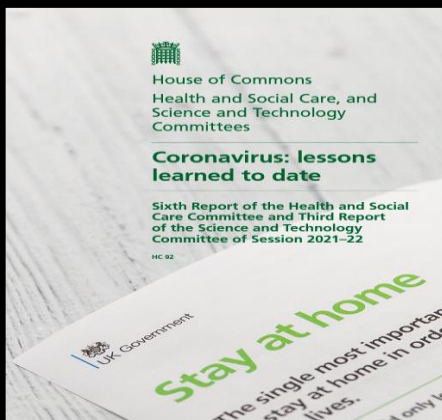 House of Commons
Health and Social Care, and
Science and Technology
Committees
Coronavirus: lessons
learned to date
Sixth Report of the Health and Social
Care Committee and Third Report
of the Science and Technology
Committee of Session 2021–22
HC 92
UK Government
Stay at home
The single most important
stay at home in order
lives.
only